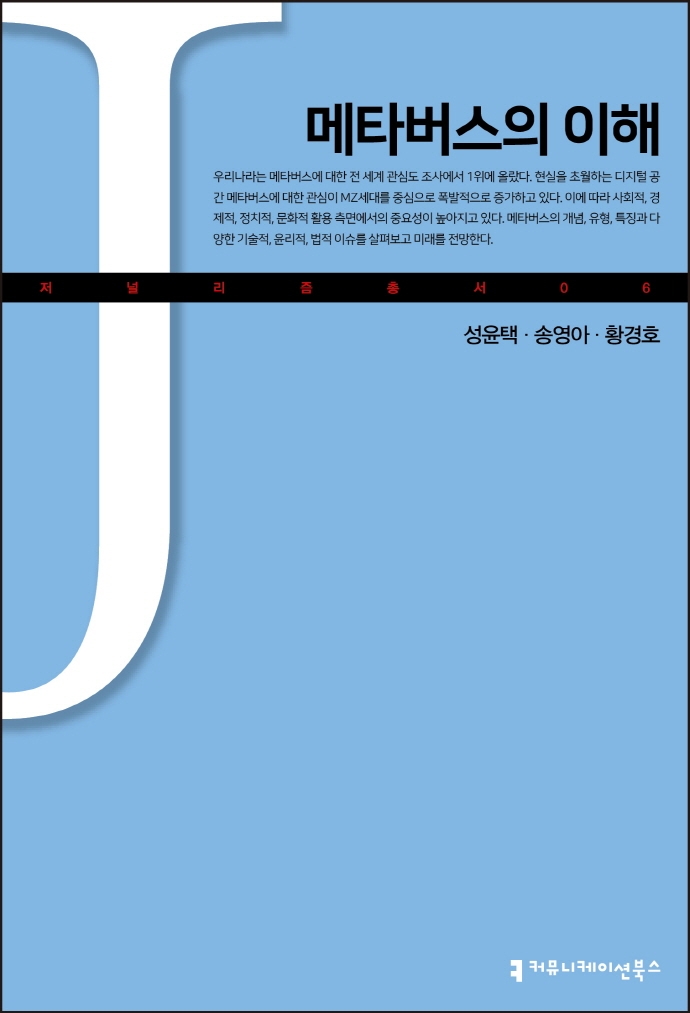 J
메타버스의 이해
우리나라는 메타버스에 대한 전 세계 관심도 조사에서 1위에 올랐다. 현실을 초월하는 디지털 공
간 메타버스에 대한 관심이 MZ세대를 중심으로 폭발적으로 증가하고 있다. 이에 따라 사회적, 경
제적, 정치적, 문화적 활용 측면에서의 중요성이 높아지고 있다. 메타버스의 개념, 유형, 특징과 다
양한 기술적, 윤리적, 법적 이슈를 살펴보고 미래를 전망한다.
저 널 리 즘 총 서 0 6
성윤택 · 송영아 · 황경호
커뮤니케이션북스